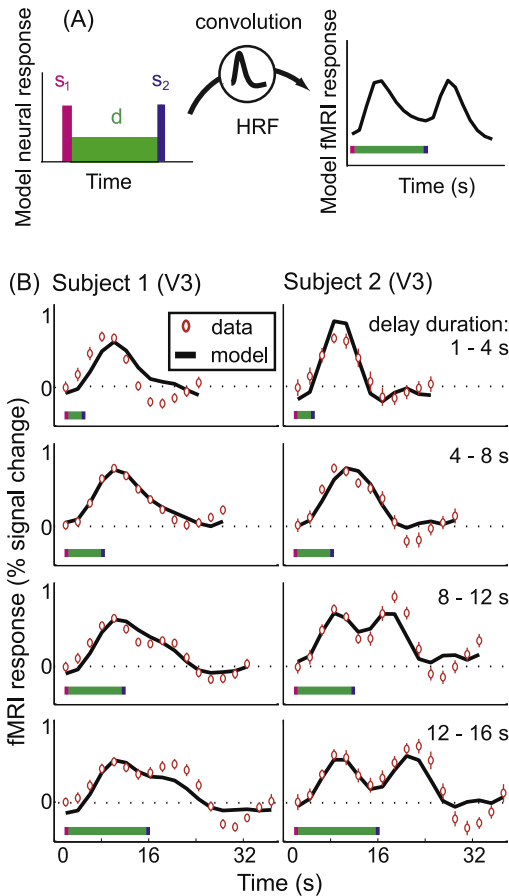 (A)
convolution
Model neural response
s1
d
s2
Time
HRF
Model fMRI response
Time (s)
(B)
Subject 1 (V3)
Subject 2 (V3)
data
model
delay duration:
1 - 4 s
4 - 8 s
8 - 12 s
12 - 16 s
fMRI response (% signal change)
1
0
1
0
1
0
1
0
0 16 32
0 16 32
Time (s)